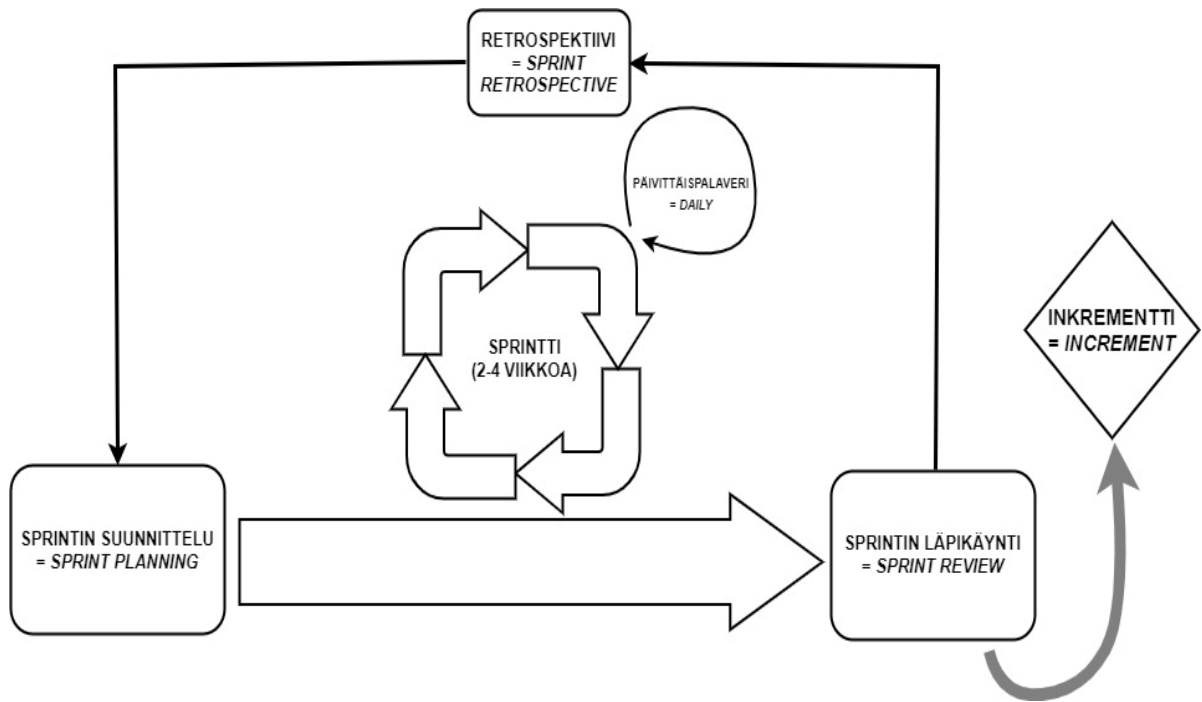 RETROSPEKTIIVI
= SPRINT
RETROSPECTIVE
PÄIVITTÄISPALAVERI
= DAILY
SPRINTTI
(2-4 VIIKKOA)
INKREMENTTI
= INCREMENT
SPRINTIN SUUNNITTELU
= SPRINT PLANNING
SPRINTIN LÄPIKÄYNTI
= SPRINT REVIEW